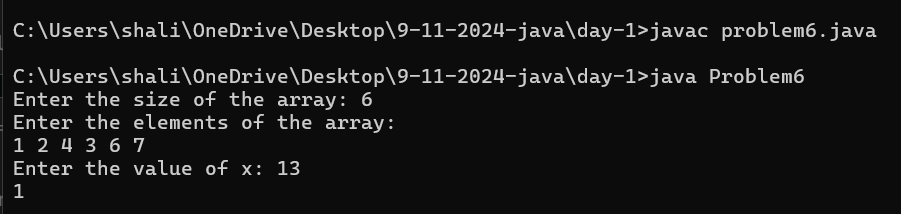 C:\Users\shali\OneDrive\Desktop\9-11-2024-java\day-1>javac problem6.java
C:\Users\shali\OneDrive\Desktop\9-11-2024-java\day-1>java Problem6
Enter the size of the array: 6
Enter the elements of the array:
1 2 4 3 6 7
Enter the value of x: 13
1